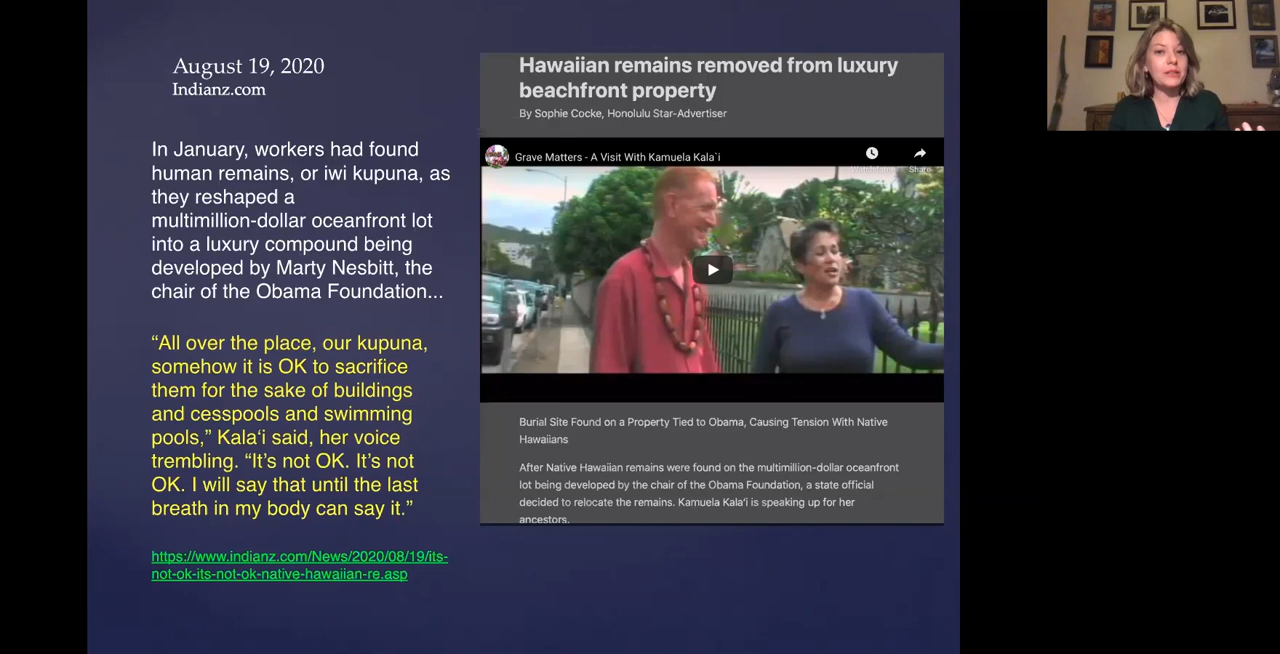 August 19, 2020
Indianz.com
In January, workers had found
human remains, or iwi kupuna, as
they reshaped a
multimillion-dollar oceanfront lot
into a luxury compound being
developed by Marty Nesbitt, the
chair of the Obama Foundation...
“All over the place, our kupuna,
somehow it is OK to sacrifice
them for the sake of buildings
and cesspools and swimming
pools,” Kala‘i said, her voice
trembling. “It’s not OK. It’s not
OK. I will say that until the last
breath in my body can say it.”
https://www.indianz.com/News/2020/08/19/its-
not-ok-its-not-ok-native-hawaiian-re.asp
Hawaiian remains removed from luxury
beachfront property
By Sophie Cocke, Honolulu Star-Advertiser
Grave Matters - A Visit With Kamuela Kala`i
Share
Burial Site Found on a Property Tied to Obama, Causing Tension With Native
Hawaiians
After Native Hawaiian remains were found on the multimillion-dollar oceanfront
lot being developed by the chair of the Obama Foundation, a state official
decided to relocate the remains. Kamuela Kala‘i is speaking up for her
ancestors.